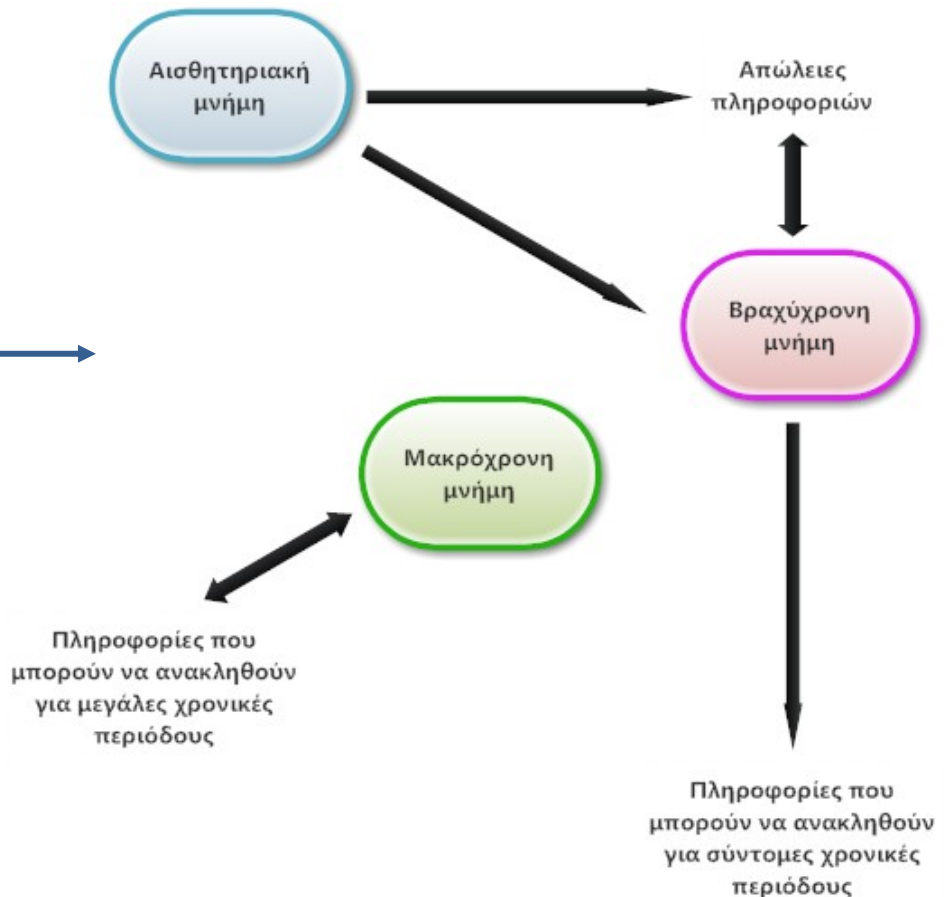 Αισθητηριακή
μνήμη
Απώλειες
πληροφοριών
Βραχύχρονη
μνήμη
Μακρόχρονη
μνήμη
Πληροφορίες που
μπορούν να ανακληθούν
για μεγάλες χρονικές
περιόδους
Πληροφορίες που
μπορούν να ανακληθούν
για σύντομες χρονικές
περιόδους